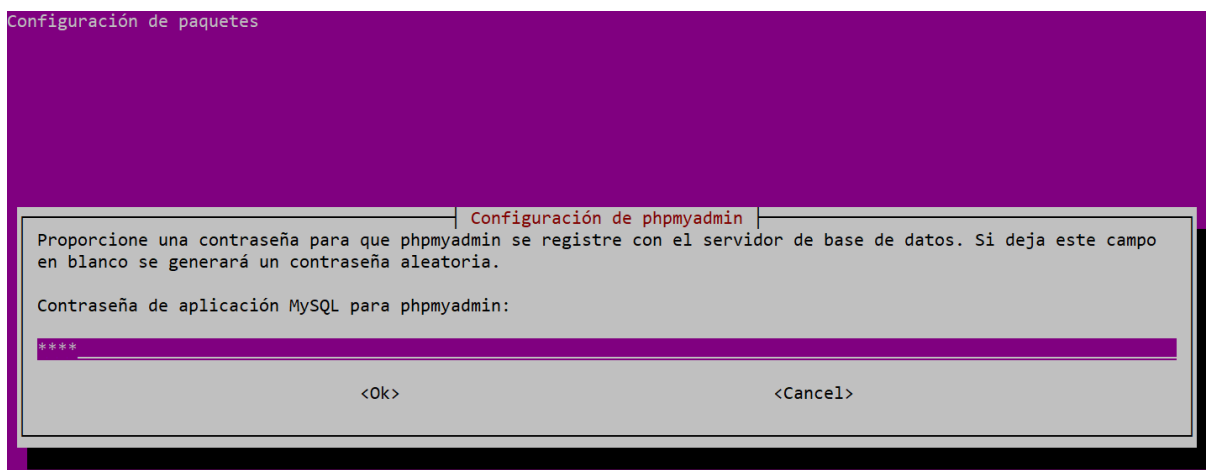 Configuración de paquetes
Configuración de phpmyadmin
Proporcione una contraseña para que phpmyadmin se registre con el servidor de base de datos. Si deja este campo
en blanco se generará un contraseña aleatoria.
Contraseña de aplicación MySQL para phpmyadmin:
****
<Ok> <Cancel>